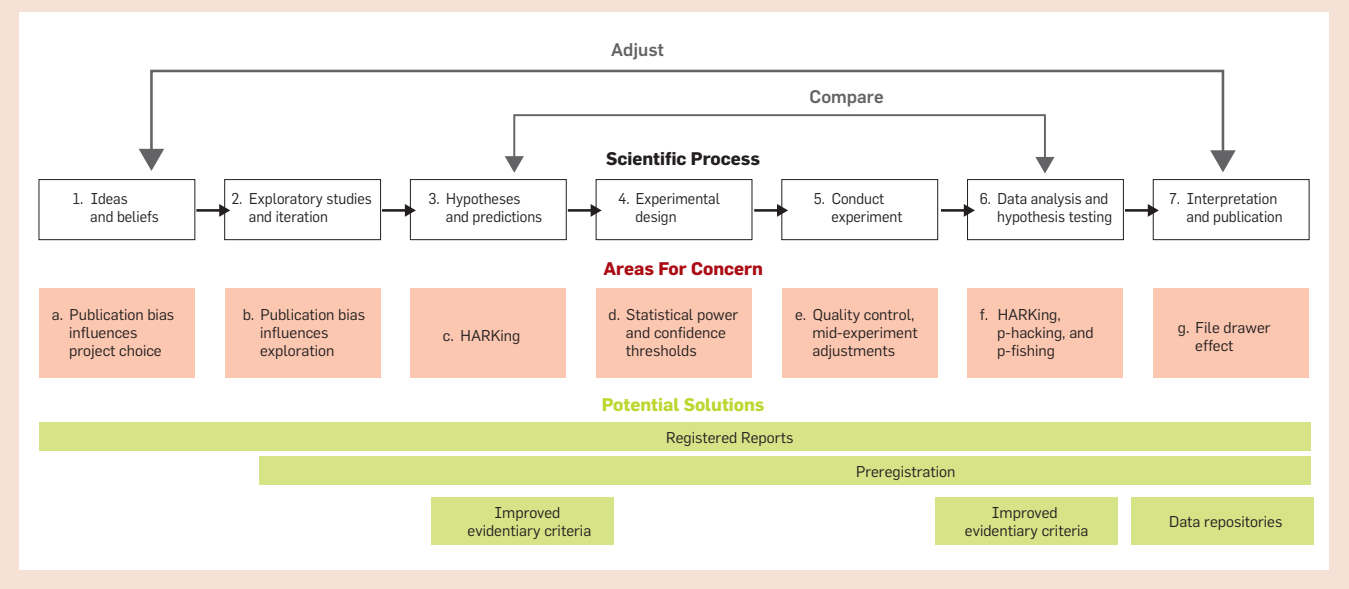 Adjust
Compare
Scientific Process
1. Ideas
and beliefs
2. Exploratory studies
and iteration
3. Hypotheses
and predictions
4. Experimental
design
5. Conduct
experiment
6. Data analysis and
hypothesis testing
7. Interpretation
and publication
Areas For Concern
a. Publication bias
influences
project choice
b. Publication bias
influences
exploration
c. HARKing
d. Statistical power
and confidence
thresholds
e. Quality control,
mid-experiment
adjustments
f. HARKing,
p-hacking, and
p-fishing
g. File drawer
effect
Potential Solutions
Registered Reports
Preregistration
Improved
evidentiary criteria
Improved
evidentiary criteria
Data repositories